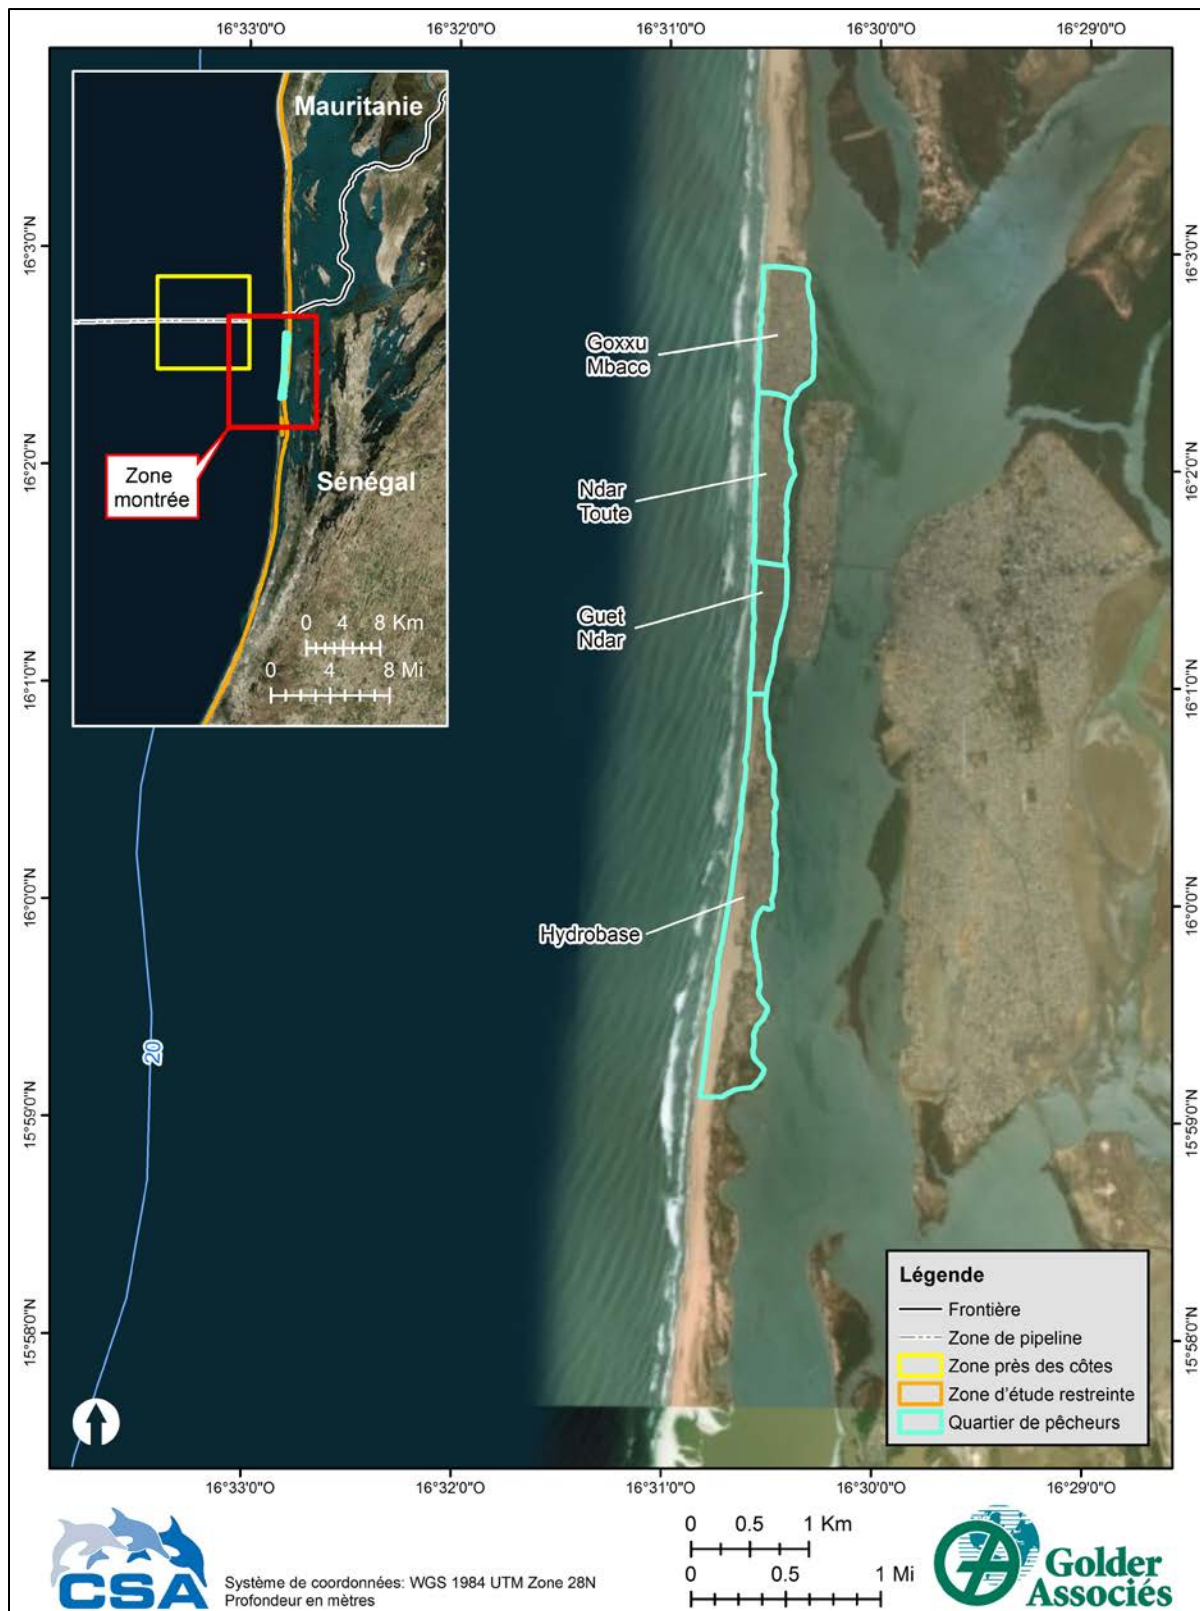 16°33'0"O
16°32'0"O
16°31'0"O
16°30'0"O
16°29'0"O
Mauritanie
Sénégal
Zone
montrée
0 4 8 Km
0 4 8 Mi
16°3'0"N
16°2'0"N
16°1'0"N
16°0'0"N
15°59'0"N
15°58'0"N
16°3'0"N
16°2'0"N
16°1'0"N
16°0'0"N
15°59'0"N
15°58'0"N
Goxxu
Mbacc
Ndar
Toute
Guet
Ndar
Hydrobase
20
Légende
Frontière
Zone de pipeline
Zone près des côtes
Zone d'étude restreinte
Quartier de pêcheurs
16°33'0"O
16°32'0"O
16°31'0"O
16°30'0"O
16°29'0"O
CSA
Système de coordonnées: WGS 1984 UTM Zone 28N
Profondeur en mètres
0 0.5 1 Km
0 0.5 1 Mi
Golder
Associés